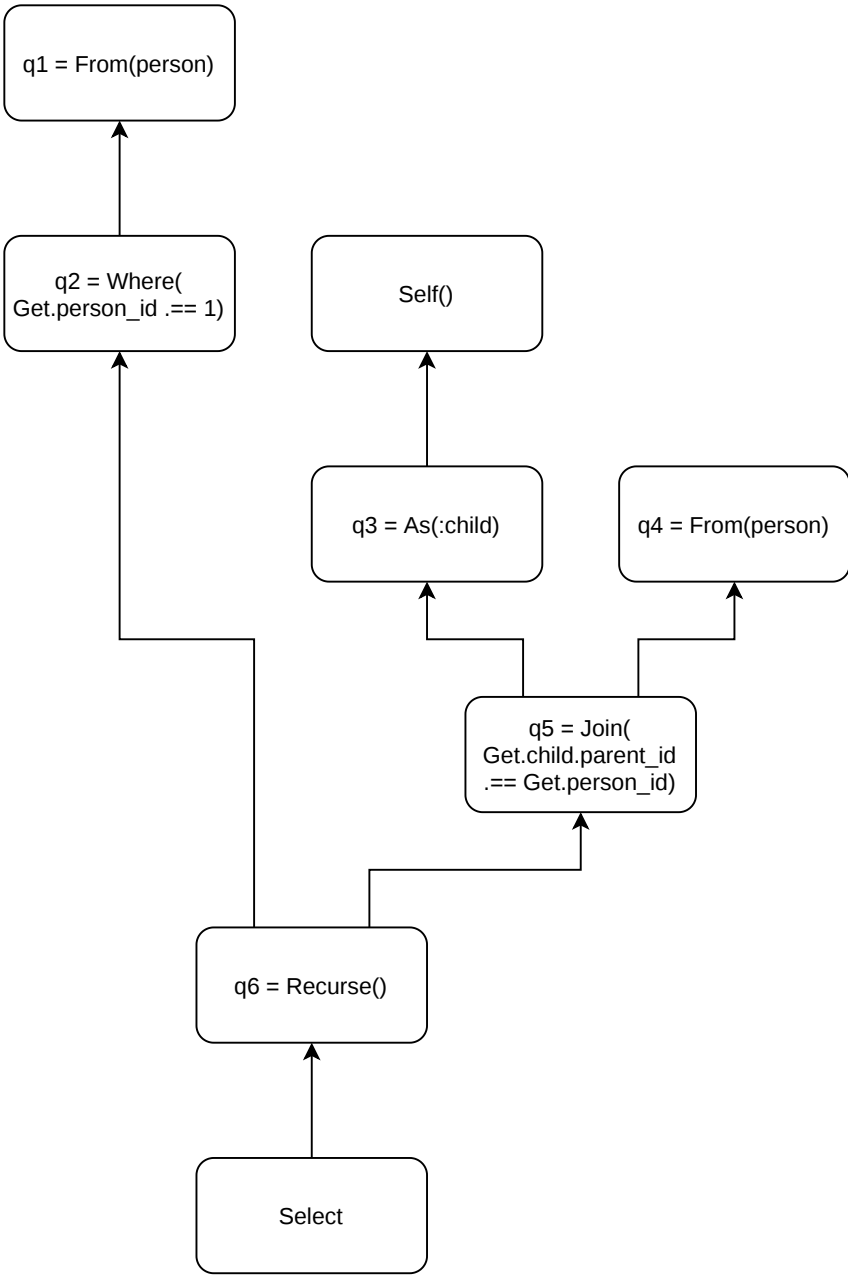 q1 = From(person)
q2 = Where(
Get.person_id .== 1)
Self()
q3 = As(:child)
q4 = From(person)
q5 = Join(
Get.child.parent_id
.== Get.person_id)
q6 = Recurse()
Select